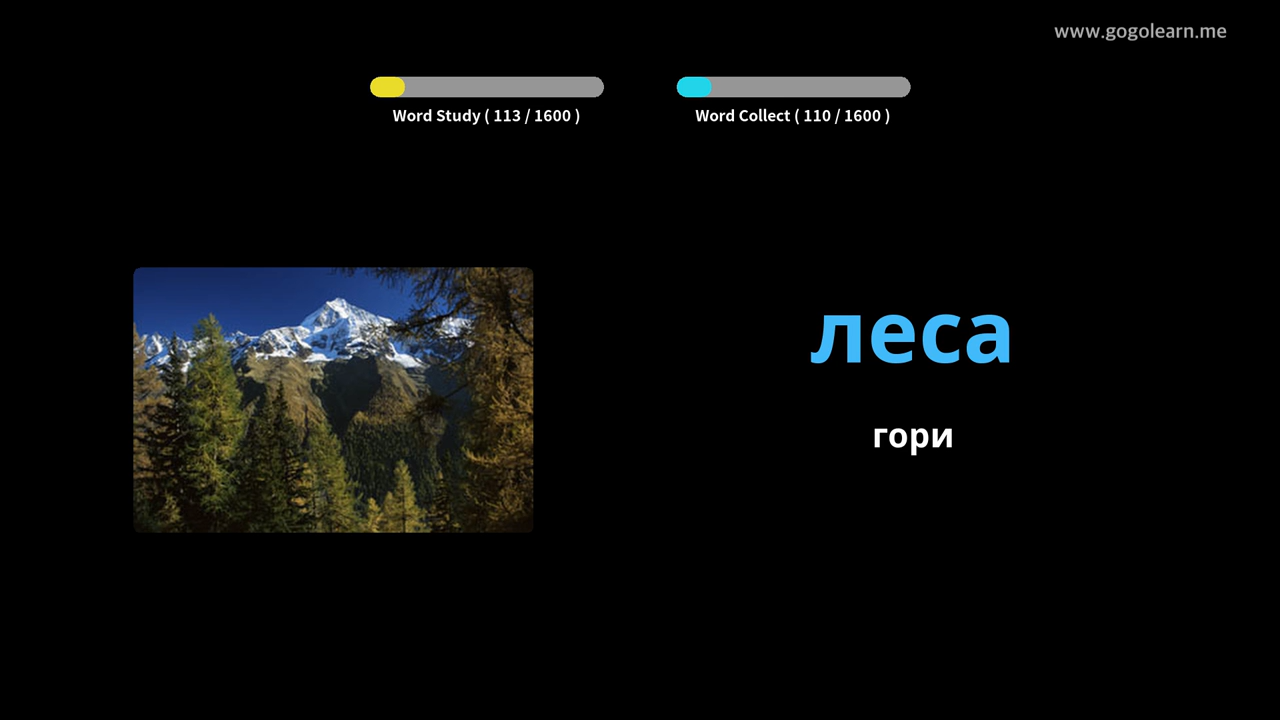 www.gogolearn.me
Word Study ( 113 / 1600 )
Word Collect ( 110 / 1600 )
леса
гори